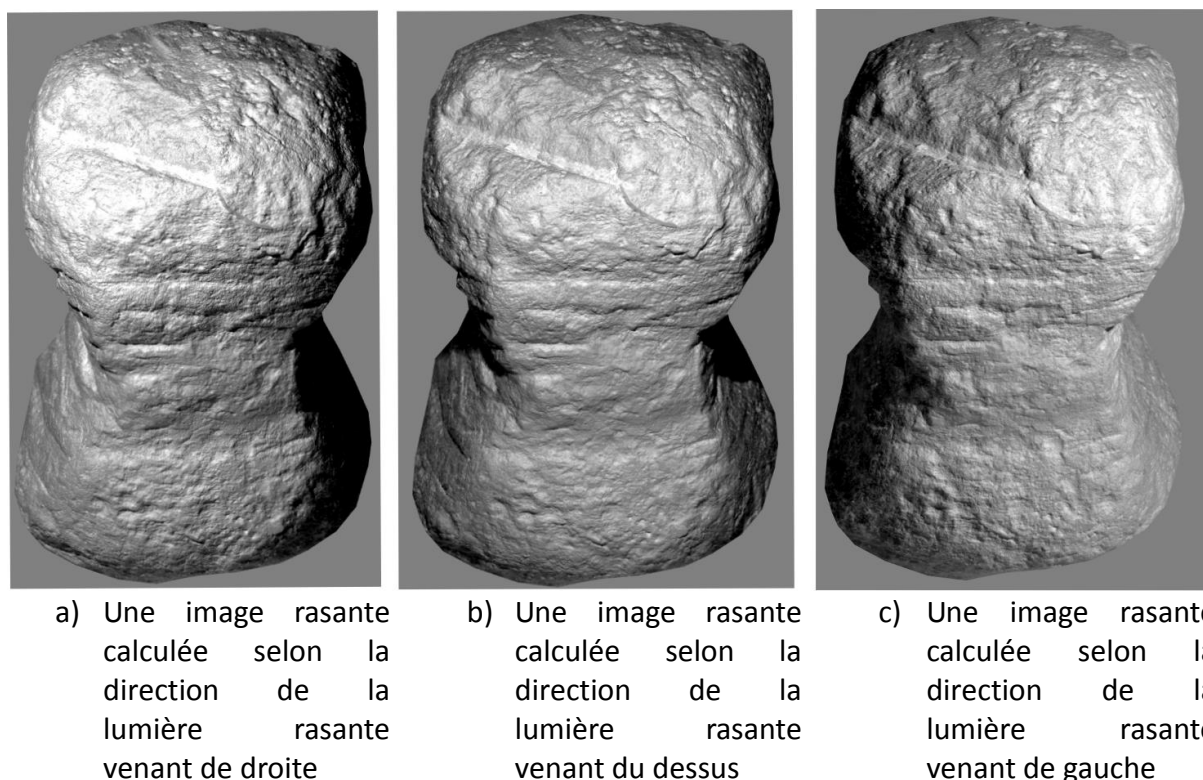 a) Une image rasante
calculée selon la
direction de la
lumière rasante
venant de droite
b) Une image rasante
calculée selon la
direction de la
lumière rasante
venant du dessus
c) Une image rasante
calculée selon la
direction de la
lumière rasante
venant de gauche